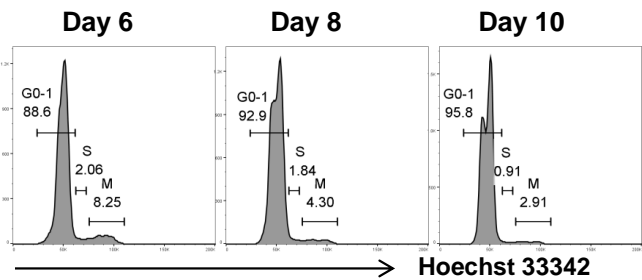 Day 6
Day 8
Day 10
G0-1
88.6
S
2.06
M
8.25
G0-1
92.9
S
1.84
M
4.30
G0-1
95.8
S
0.91
M
2.91
Hoechst 33342